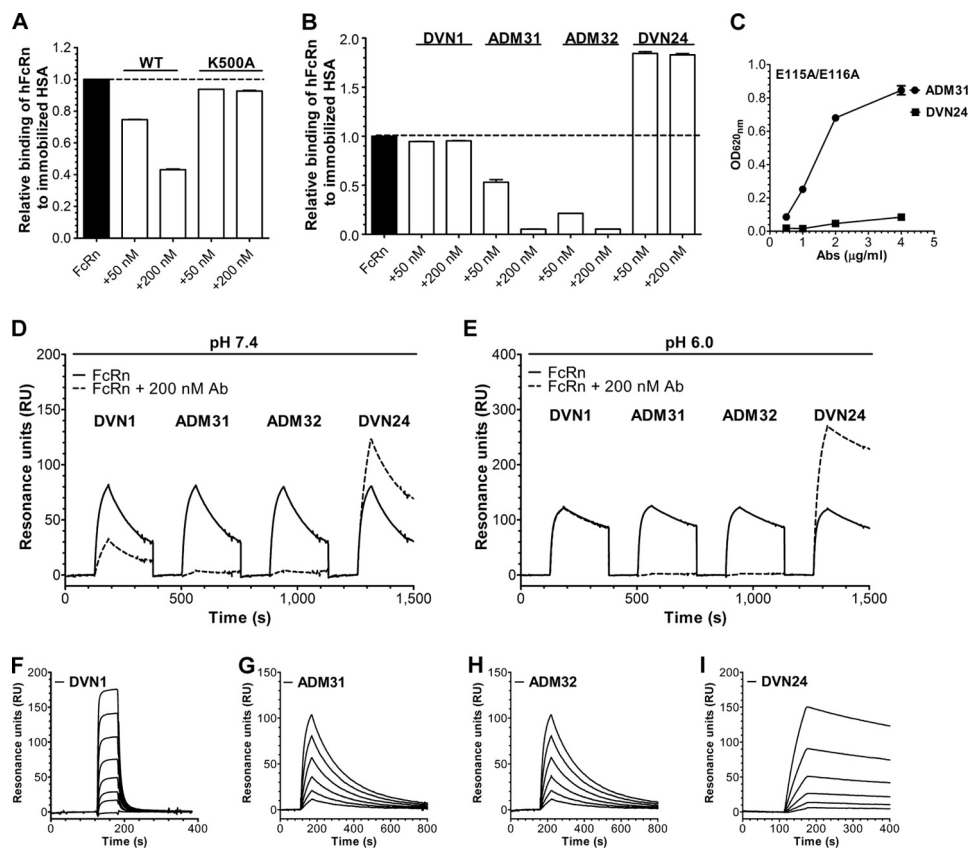 A
Relative binding of hFcRn
to immobilized HSA
1.2
1.0
0.8
0.6
0.4
0.2
0.0
WT
K500A
FcRn
+50 nM
+200 nM
+50 nM
+200 nM
B
Relative binding of hFcRn
to immobilized HSA
2.0
1.5
1.0
0.5
0.0
DVN1
ADM31
ADM32
DVN24
FcRn
+50 nM
+200 nM
+50 nM
+200 nM
+50 nM
+200 nM
+50 nM
+200 nM
C
OD620nm
1.0
0.8
0.6
0.4
0.2
0.0
E115A/E116A
ADM31
DVN24
0 1 2 3 4 5
Abs (μg/ml)
D
pH 7.4
Resonance units (RU)
200
150
100
50
0
FcRn
FcRn + 200 nM Ab
DVN1 ADM31 ADM32 DVN24
0 500 1,000 1,500
Time (s)
E
pH 6.0
Resonance units (RU)
400
300
200
100
0
FcRn
FcRn + 200 nM Ab
DVN1 ADM31 ADM32 DVN24
0 500 1,000 1,500
Time (s)
F
Resonance units (RU)
200
150
100
50
0
DVN1
0 200 400
Time (s)
G
Resonance units (RU)
150
100
50
0
ADM31
0 200 400 600 800
Time (s)
H
Resonance units (RU)
150
100
50
0
ADM32
0 200 400 600 800
Time (s)
I
Resonance units (RU)
200
150
100
50
0
DVN24
0 100 200 300 400
Time (s)